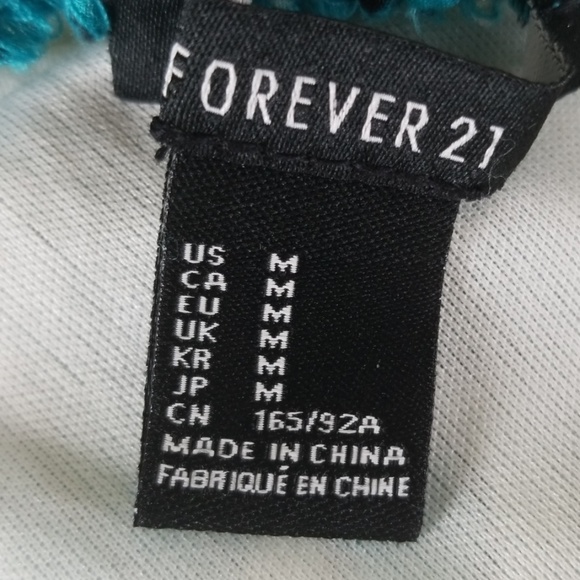 FOREVER 21
US M
CA M
EU M
UK M
KR M
JP M
CN 165/92A
MADE IN CHINA
FABRIQUÉ EN CHINE